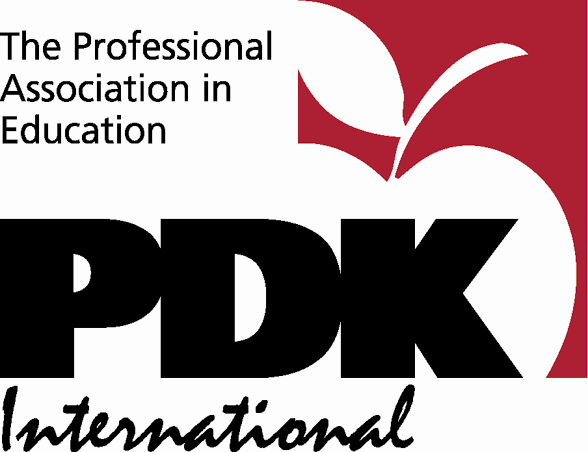 The Professional
Association in
Education
PDK
International